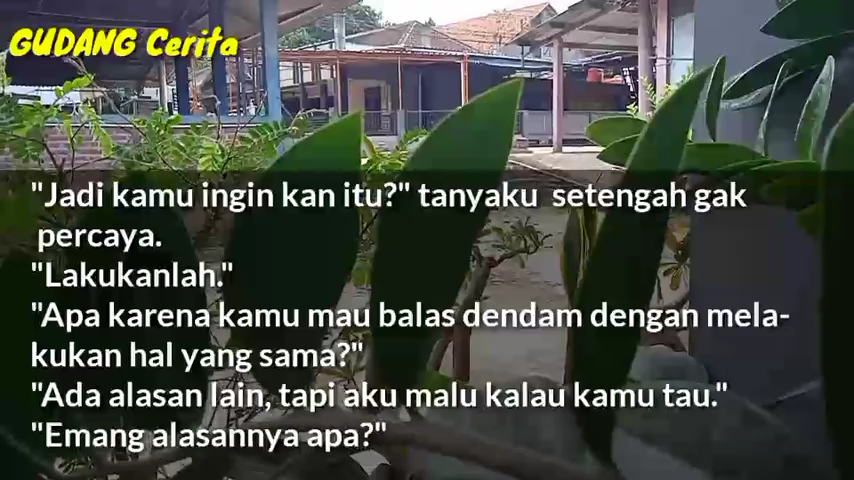 GUDANG Cerita
"Jadi kamu ingin kan itu?" tanyaku setengah gak
percaya.
"Lakukanlah."
"Apa karena kamu mau balas dendam dengan mela-
kukan hal yang sama?"
"Ada alasan lain, tapi aku malu kalau kamu tau."
"Emang alasannya apa?"